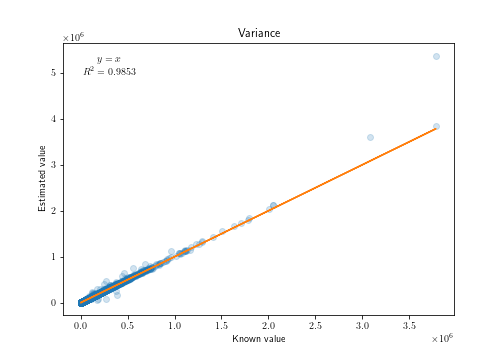 Variance
×10⁶
y = x
R² = 0.9853
5
4
3
2
1
0
Estimated value
0.0 0.5 1.0 1.5 2.0 2.5 3.0 3.5
Known value
×10⁶